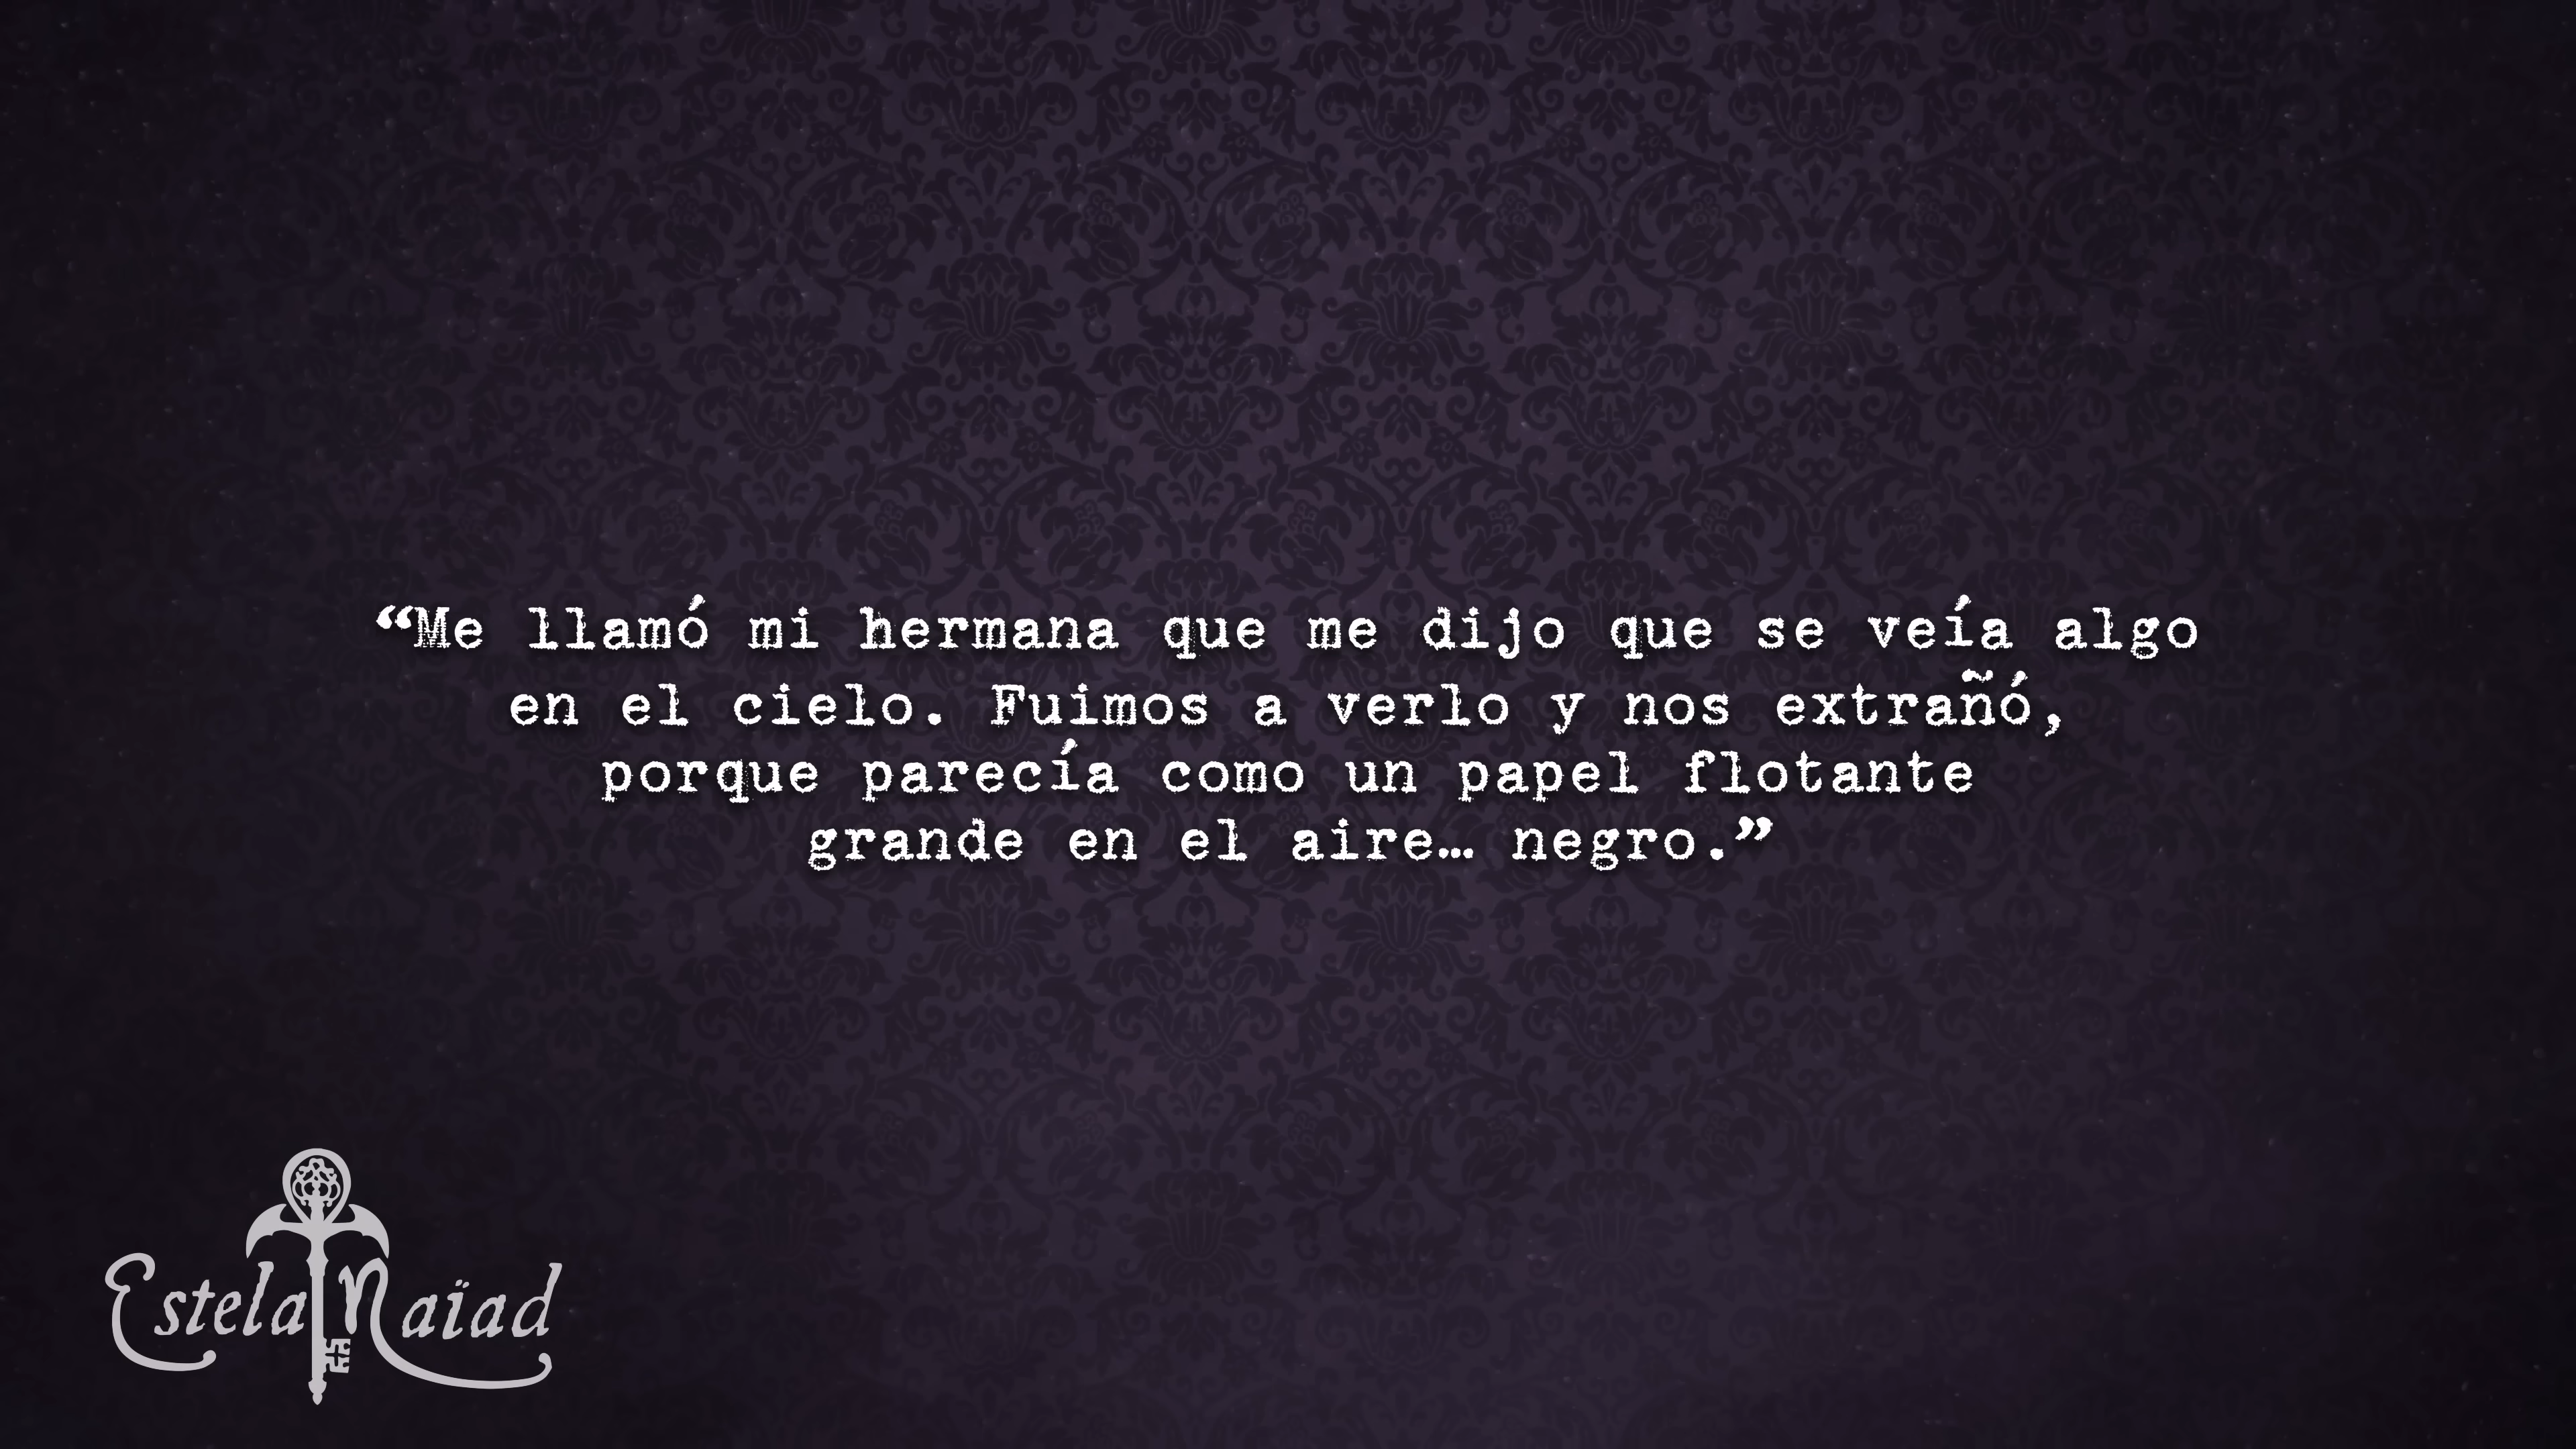 “Me llamó mi hermana que me dijo que se veía algo
en el cielo. Fuimos a verlo y nos extrañó,
porque parecía como un papel flotante
grande en el aire… negro.”
Estela Naïad